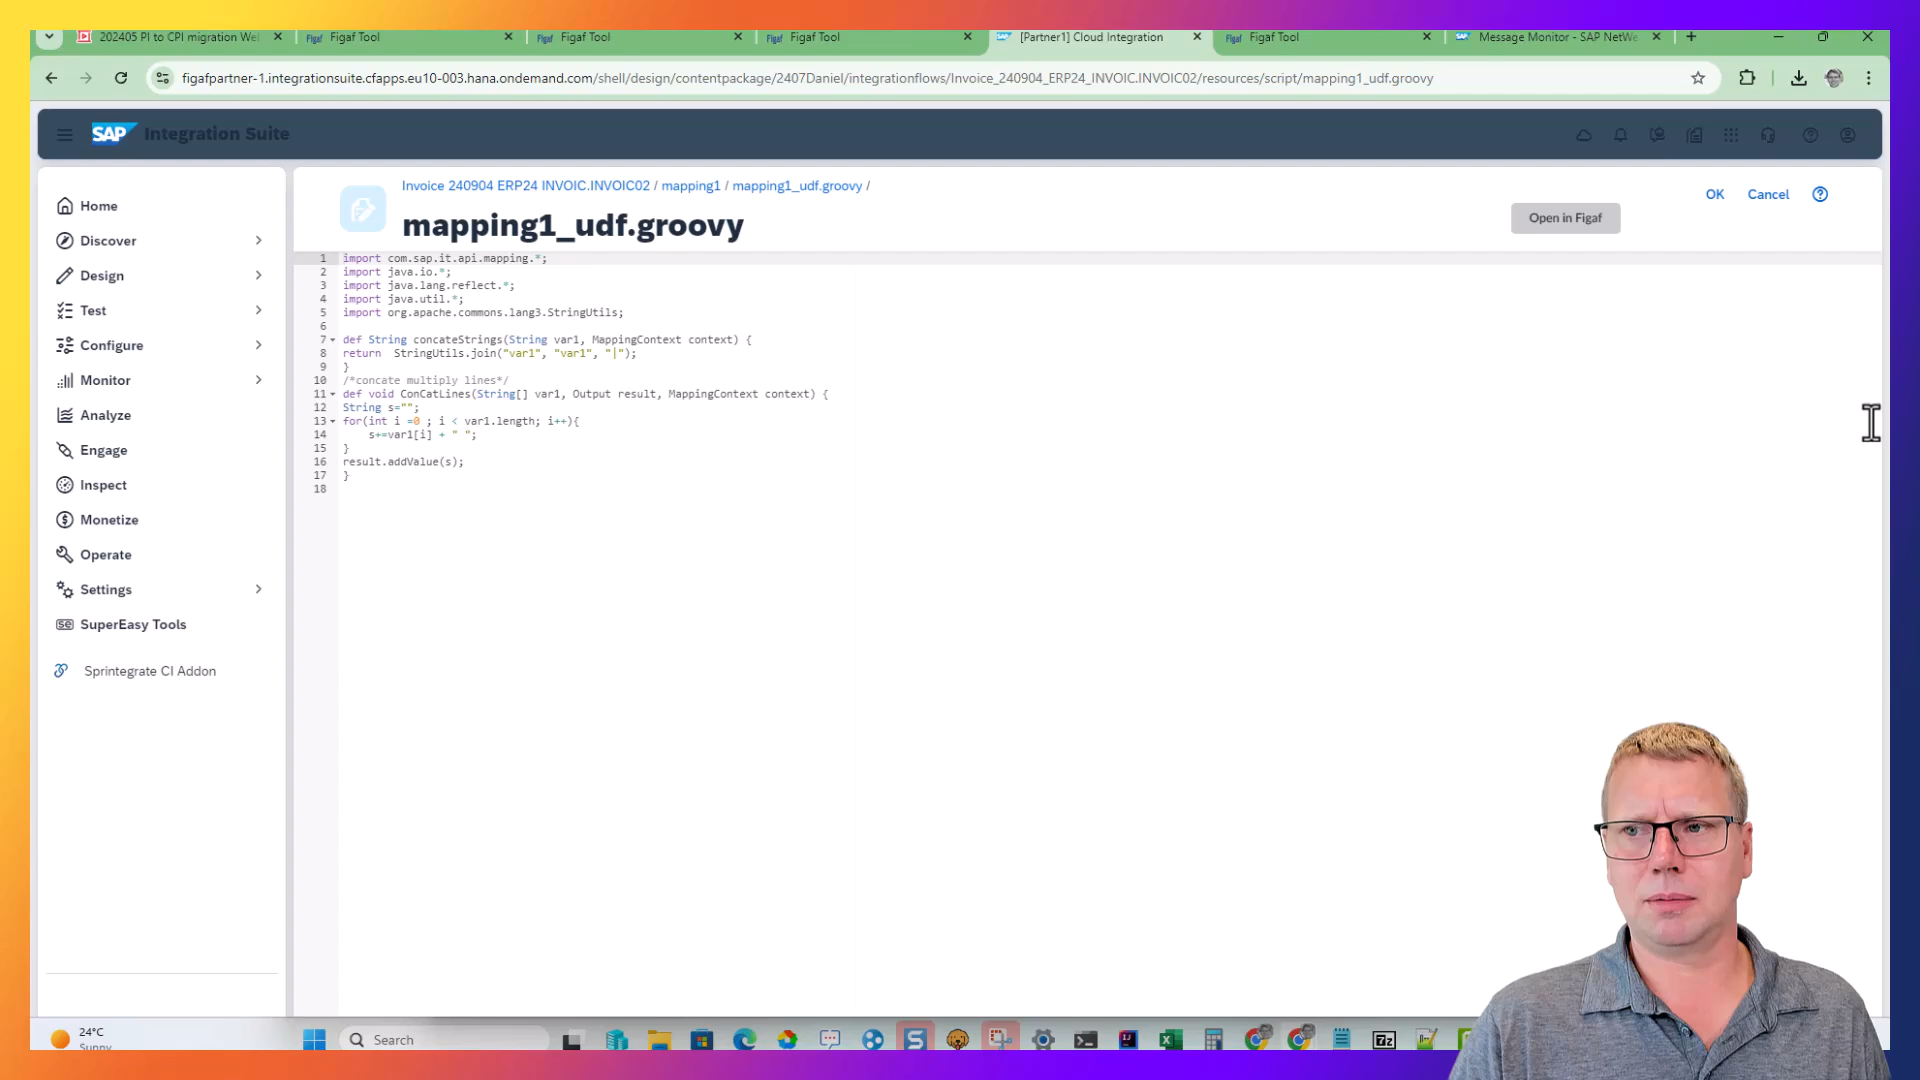 202405 PI to CPI migration Wel
Figaf Tool
Figaf Tool
Figaf Tool
[Partner1] Cloud Integration
Figaf Tool
Message Monitor - SAP NetWe
figafpartner-1.integrationsuite.cfapps.eu10-003.hana.ondemand.com/shell/design/contentpackage/2407Daniel/integrationflows/Invoice_240904_ERP24_INVOIC.INVOIC02/resources/script/mapping1_udf.groovy
SAP Integration Suite
Home
Discover
Design
Test
Configure
Monitor
Analyze
Engage
Inspect
Monetize
Operate
Settings
SuperEasy Tools
Sprintegrate CI Addon
Invoice 240904 ERP24 INVOIC.INVOIC02 / mapping1 / mapping1_udf.groovy /
mapping1_udf.groovy
Open in Figaf
OK
Cancel
1 import com.sap.it.api.mapping.*;
2 import java.io.*;
3 import java.lang.reflect.*;
4 import java.util.*;
5 import org.apache.commons.lang3.StringUtils;
6
7 def String concateStrings(String var1, MappingContext context) {
8 return  StringUtils.join("var1", "var1", "|");
9 }
10 /*concate multiply lines*/
11 def void ConCatLines(String[] var1, Output result, MappingContext context) {
12 String s="";
13 for(int i =0 ; i < var1.length; i++){
14     s+=var1[i] + " ";
15 }
16 result.addValue(s);
17 }
18
24°C
Sunny
Search